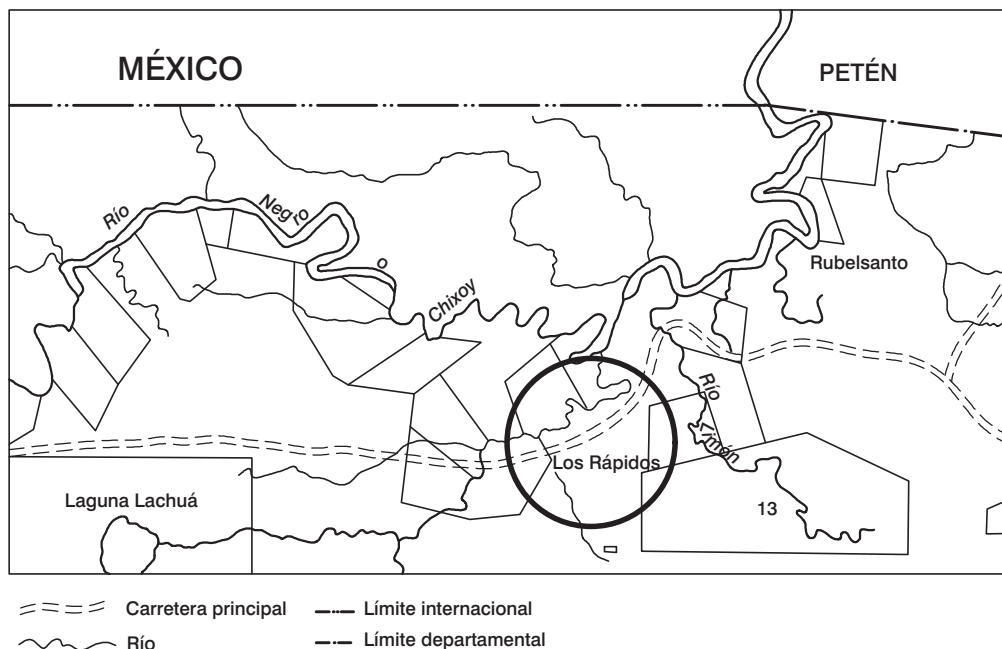 MÉXICO
PETÉN
Río
Negro
o
Chixoy
Rubelsanto
Río
Limón
Los Rápidos
Laguna Lachuá
13
Carretera principal
Límite internacional
Río
Límite departamental